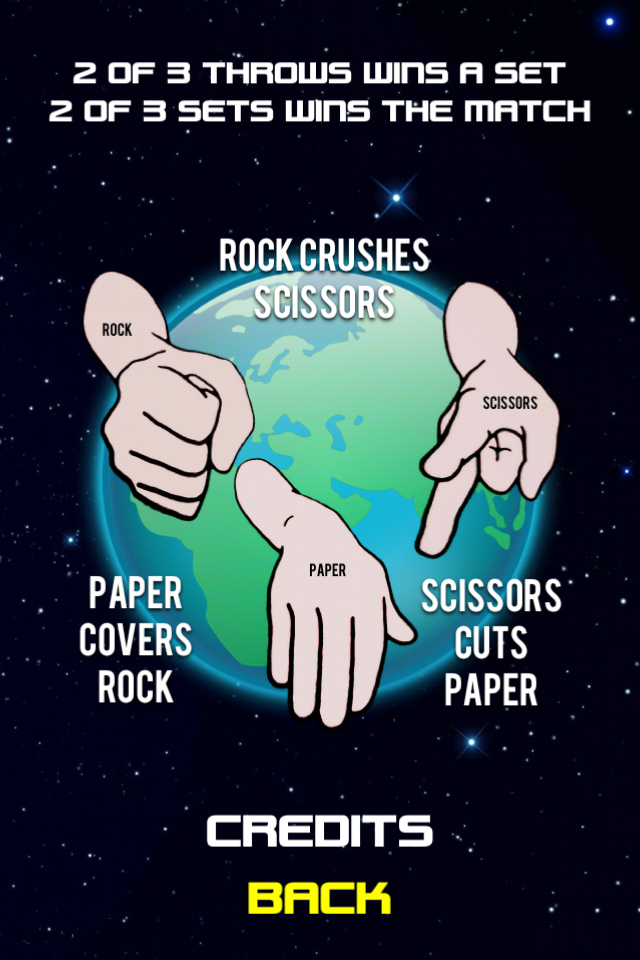 2 OF 3 THROWS WINS A SET
2 OF 3 SETS WINS THE MATCH
ROCK CRUSHES
SCISSORS
ROCK
SCISSORS
PAPER
PAPER
COVERS
ROCK
SCISSORS
CUTS
PAPER
CREDITS
BACK